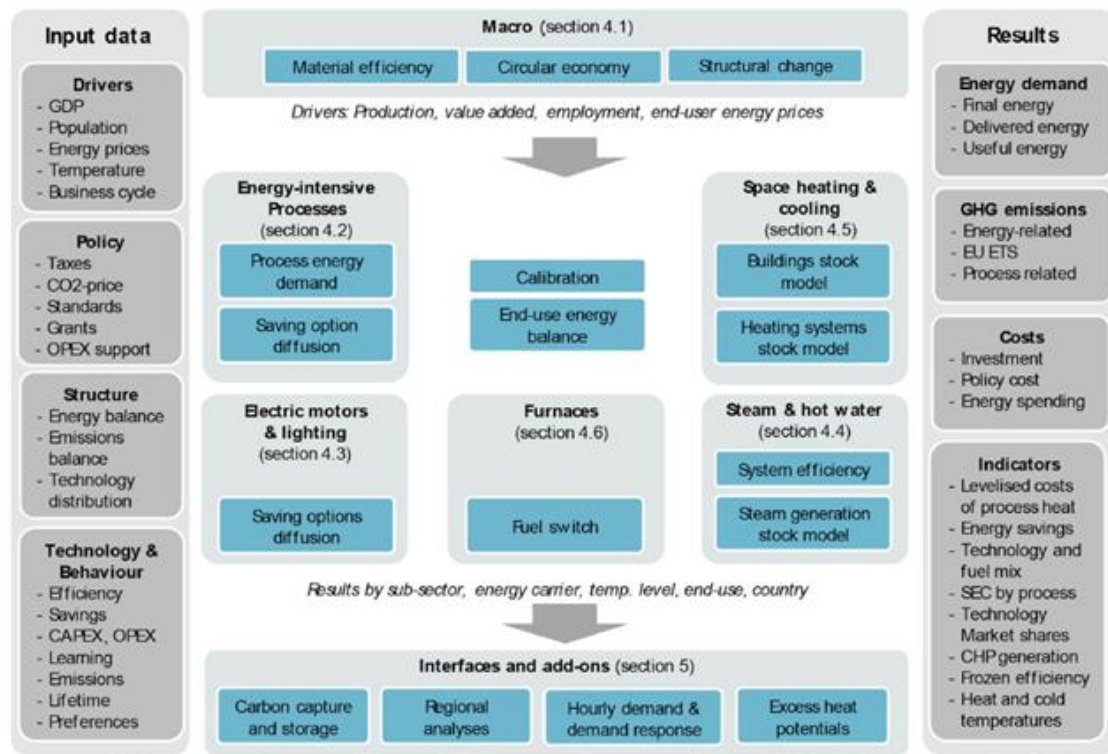 Input data
Drivers
- GDP
- Population
- Energy prices
- Temperature
- Business cycle
Policy
- Taxes
- CO2-price
- Standards
- Grants
- OPEX support
Structure
- Energy balance
- Emissions
balance
- Technology
distribution
Technology &
Behaviour
- Efficiency
- Savings
- CAPEX, OPEX
- Learning
- Emissions
- Lifetime
- Preferences
Macro (section 4.1)
Material efficiency
Circular economy
Structural change
Drivers: Production, value added, employment, end-user energy prices
Energy-intensive
Processes
(section 4.2)
Process energy
demand
Saving option
diffusion
Calibration
End-use energy
balance
Space heating &
cooling
(section 4.5)
Buildings stock
model
Heating systems
stock model
Electric motors
& lighting
(section 4.3)
Saving options
diffusion
Furnaces
(section 4.6)
Fuel switch
Steam & hot water
(section 4.4)
System efficiency
Steam generation
stock model
Results by sub-sector, energy carrier, temp. level, end-use, country
Interfaces and add-ons (section 5)
Carbon capture
and storage
Regional
analyses
Hourly demand &
demand response
Excess heat
potentials
Results
Energy demand
- Final energy
- Delivered energy
- Useful energy
GHG emissions
- Energy-related
- EU ETS
- Process related
Costs
- Investment
- Policy cost
- Energy spending
Indicators
- Levelised costs
of process heat
- Energy savings
- Technology and
fuel mix
- SEC by process
- Technology
Market shares
- CHP generation
- Frozen efficiency
- Heat and cold
temperatures